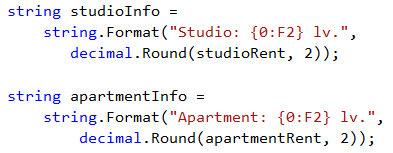 string studioInfo =
string.Format("Studio: {0:F2} lv.",
decimal.Round(studioRent, 2));
string apartmentInfo =
string.Format("Apartment: {0:F2} lv.",
decimal.Round(apartmentRent, 2));